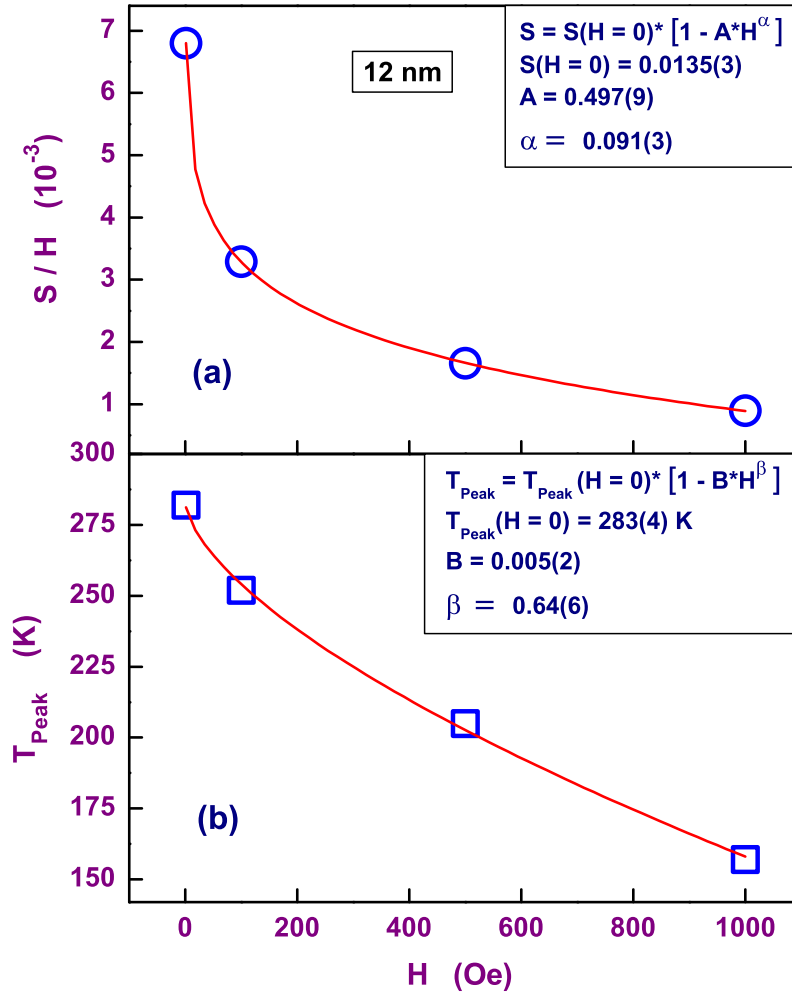 7
6
5
4
3
2
1
S / H (10⁻³)
12 nm
S = S(H = 0)* [1 - A*H^α]
S(H = 0) = 0.0135(3)
A = 0.497(9)
α = 0.091(3)
(a)
300
275
250
225
200
175
150
T_Peak (K)
T_Peak = T_Peak (H = 0)* [1 - B*H^β]
T_Peak(H = 0) = 283(4) K
B = 0.005(2)
β = 0.64(6)
(b)
0 200 400 600 800 1000
H (Oe)